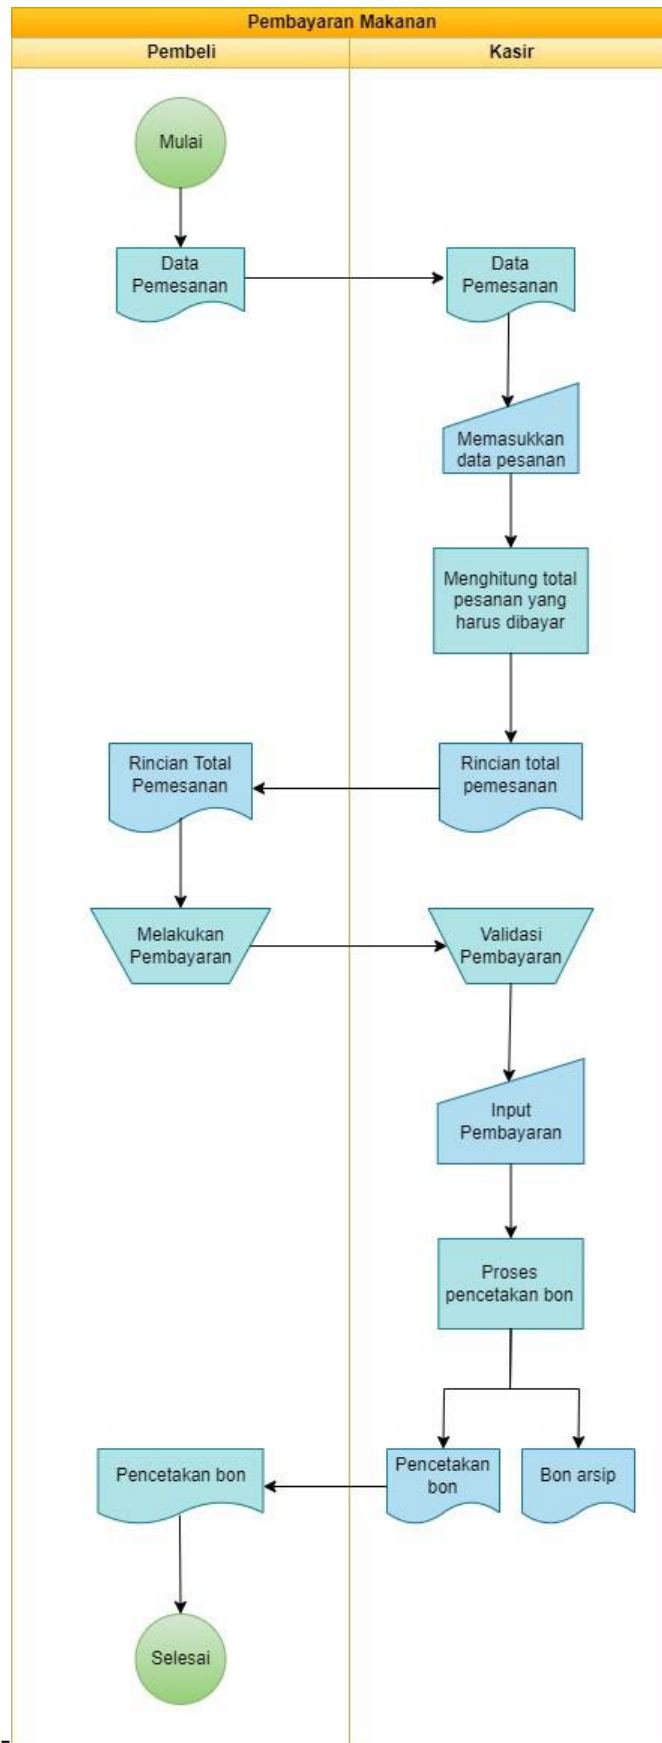 Pembayaran Makanan
Pembeli
Kasir
Mulai
Data
Pemesanan
Data
Pemesanan
Memasukkan
data pesanan
Menghitung total
pesanan yang
harus dibayar
Rincian Total
Pemesanan
Rincian total
pemesanan
Melakukan
Pembayaran
Validasi
Pembayaran
Input
Pembayaran
Proses
pencetakan bon
Pencetakan bon
Pencetakan
bon
Bon arsip
Selesai